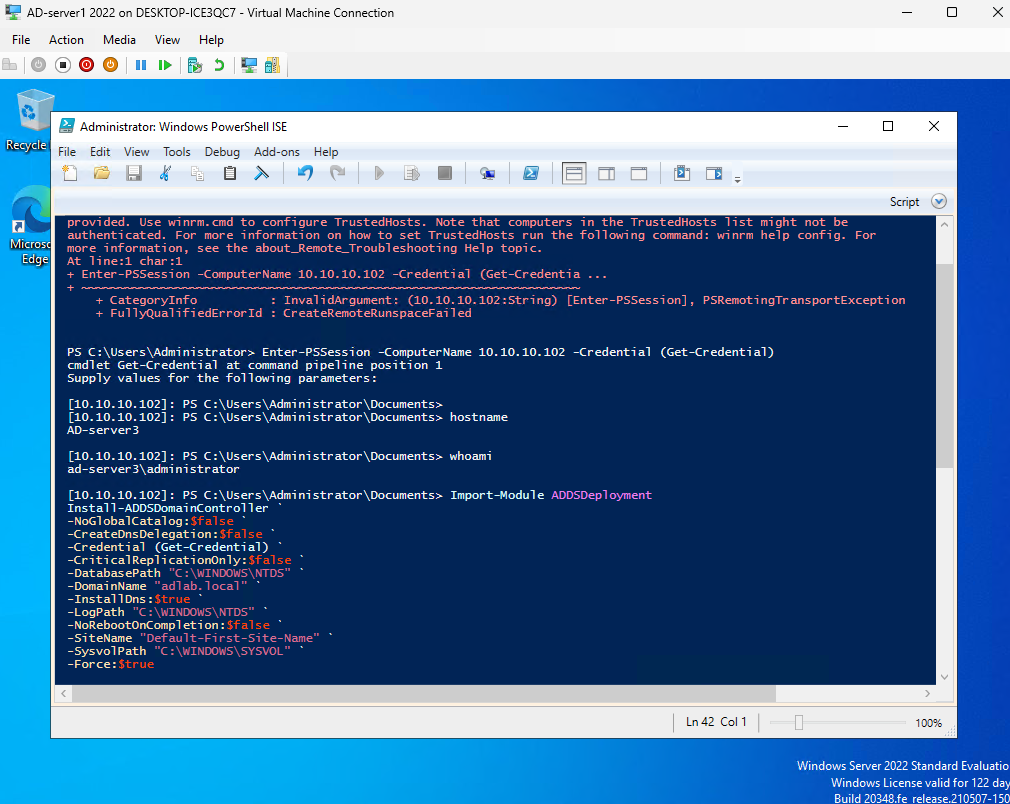 AD-server1 2022 on DESKTOP-ICE3QC7 - Virtual Machine Connection
File Action Media View Help
Recycle
Microso
Edge
Administrator: Windows PowerShell ISE
File Edit View Tools Debug Add-ons Help
Script
provided. Use winrm.cmd to configure TrustedHosts. Note that computers in the TrustedHosts list might not be
authenticated. For more information on how to set TrustedHosts run the following command: winrm help config. For
more information, see the about_Remote_Troubleshooting Help topic.
At line:1 char:1
+ Enter-PSSession -ComputerName 10.10.10.102 -Credential (Get-Credentia ...
+ ~~~~~~~~~~~~~~~~~~~~~~~~~~~~~~~~~~~~~~~~~~~~~~~~~~~~~~~~~~~~~~~~~~~~~
+ CategoryInfo : InvalidArgument: (10.10.10.102:String) [Enter-PSSession], PSRemotingTransportException
+ FullyQualifiedErrorId : CreateRemoteRunspaceFailed
PS C:\Users\Administrator> Enter-PSSession -ComputerName 10.10.10.102 -Credential (Get-Credential)
cmdlet Get-Credential at command pipeline position 1
Supply values for the following parameters:
[10.10.10.102]: PS C:\Users\Administrator\Documents>
[10.10.10.102]: PS C:\Users\Administrator\Documents> hostname
AD-server3
[10.10.10.102]: PS C:\Users\Administrator\Documents> whoami
ad-server3\administrator
[10.10.10.102]: PS C:\Users\Administrator\Documents> Import-Module ADDSDeployment
Install-ADDSDomainController `
-NoGlobalCatalog:$false `
-CreateDnsDelegation:$false `
-Credential (Get-Credential) `
-CriticalReplicationOnly:$false `
-DatabasePath "C:\WINDOWS\NTDS" `
-DomainName "adlab.local" `
-InstallDns:$true `
-LogPath "C:\WINDOWS\NTDS" `
-NoRebootOnCompletion:$false `
-SiteName "Default-First-Site-Name" `
-SysvolPath "C:\WINDOWS\SYSVOL" `
-Force:$true
Ln 42 Col 1
100%
Windows Server 2022 Standard Evaluatio
Windows License valid for 122 day
Build 20348.fe_release.210507-150